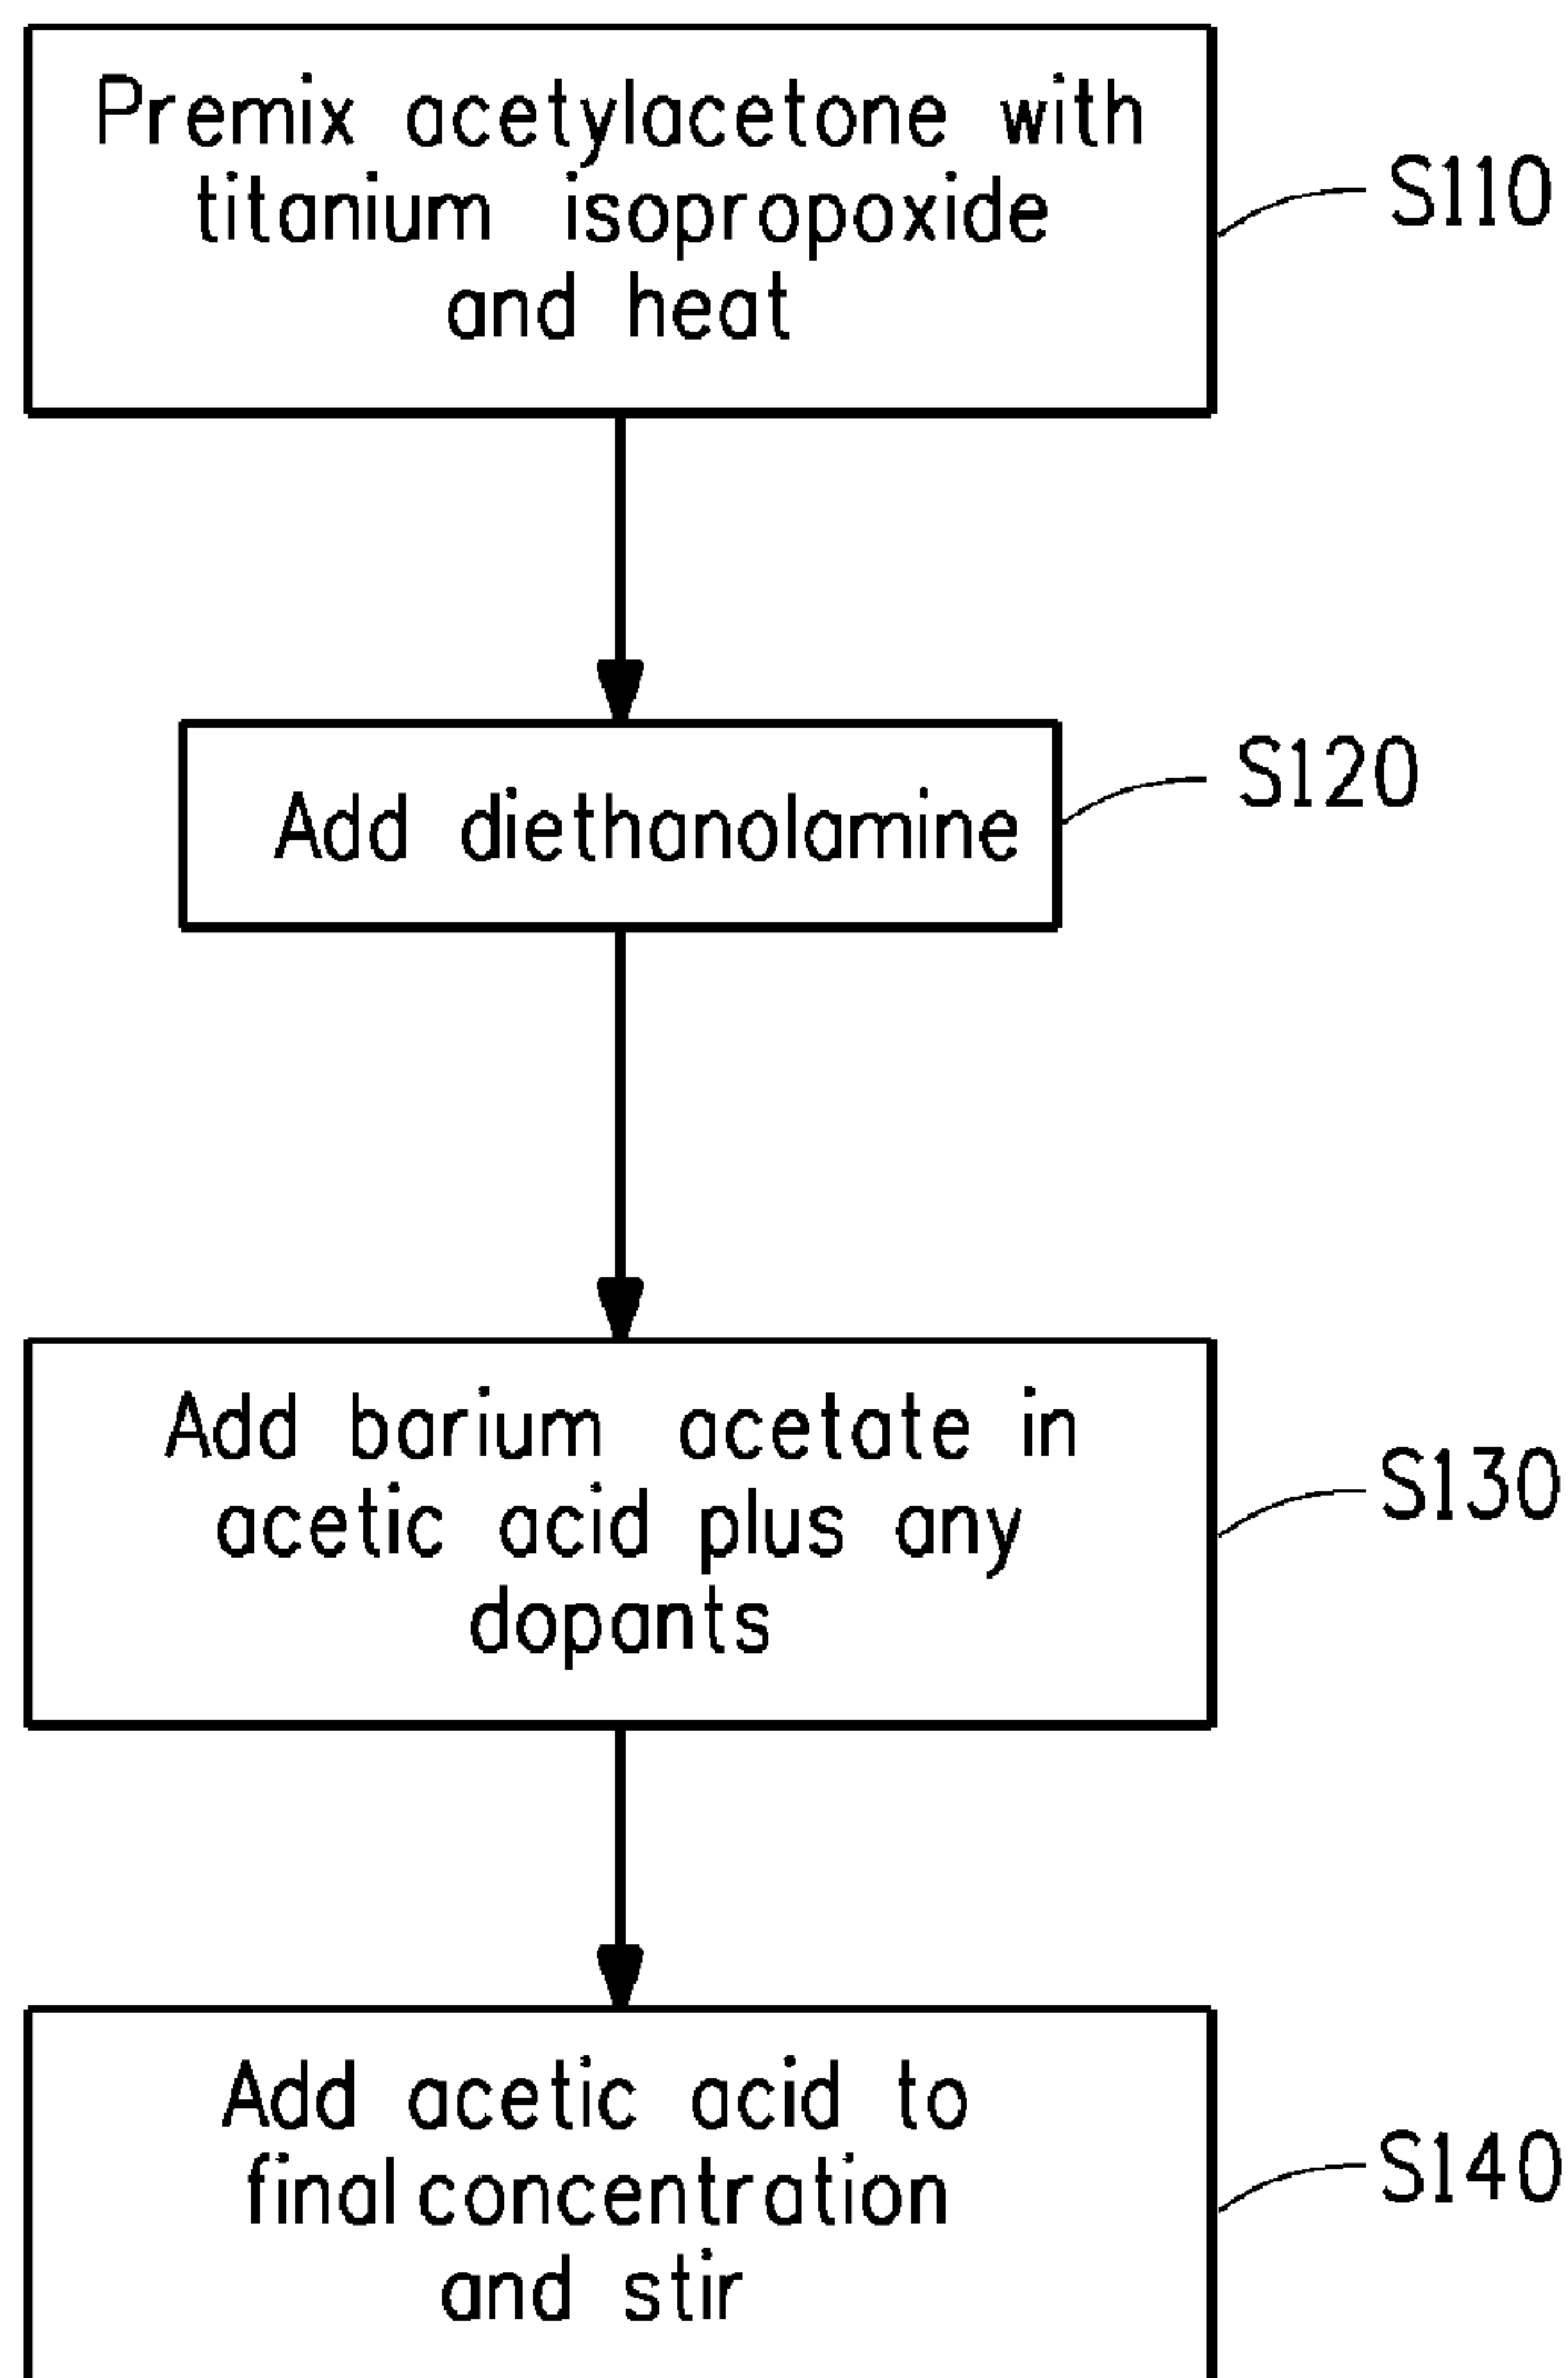 Premix acetylacetone with
titanium isopropoxide
and heat
S110
Add diethanolamine
S120
Add barium acetate in
acetic acid plus any
dopants
S130
Add acetic acid to
final concentration
and stir
S140